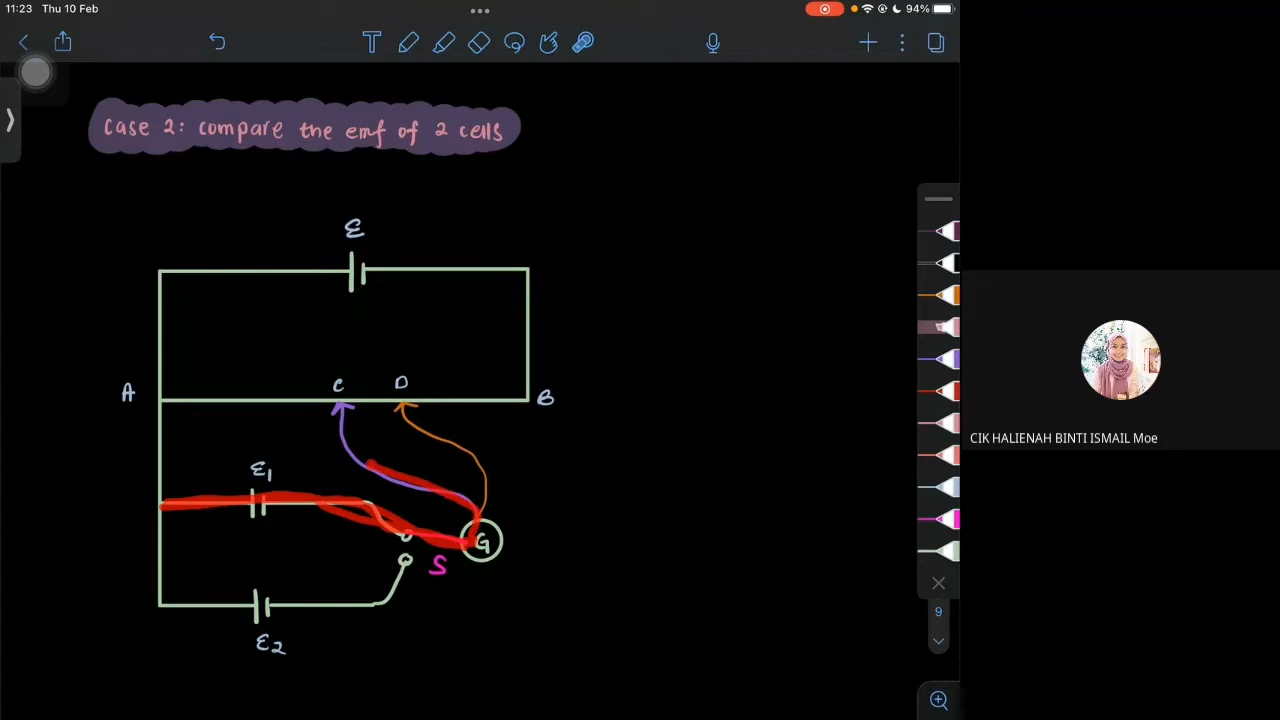 11:23 Thu 10 Feb
94%
case 2: compare the emf of 2 cells
ε
A
C
D
B
ε1
G
S
ε2
9
CIK HALIENAH BINTI ISMAIL Moe